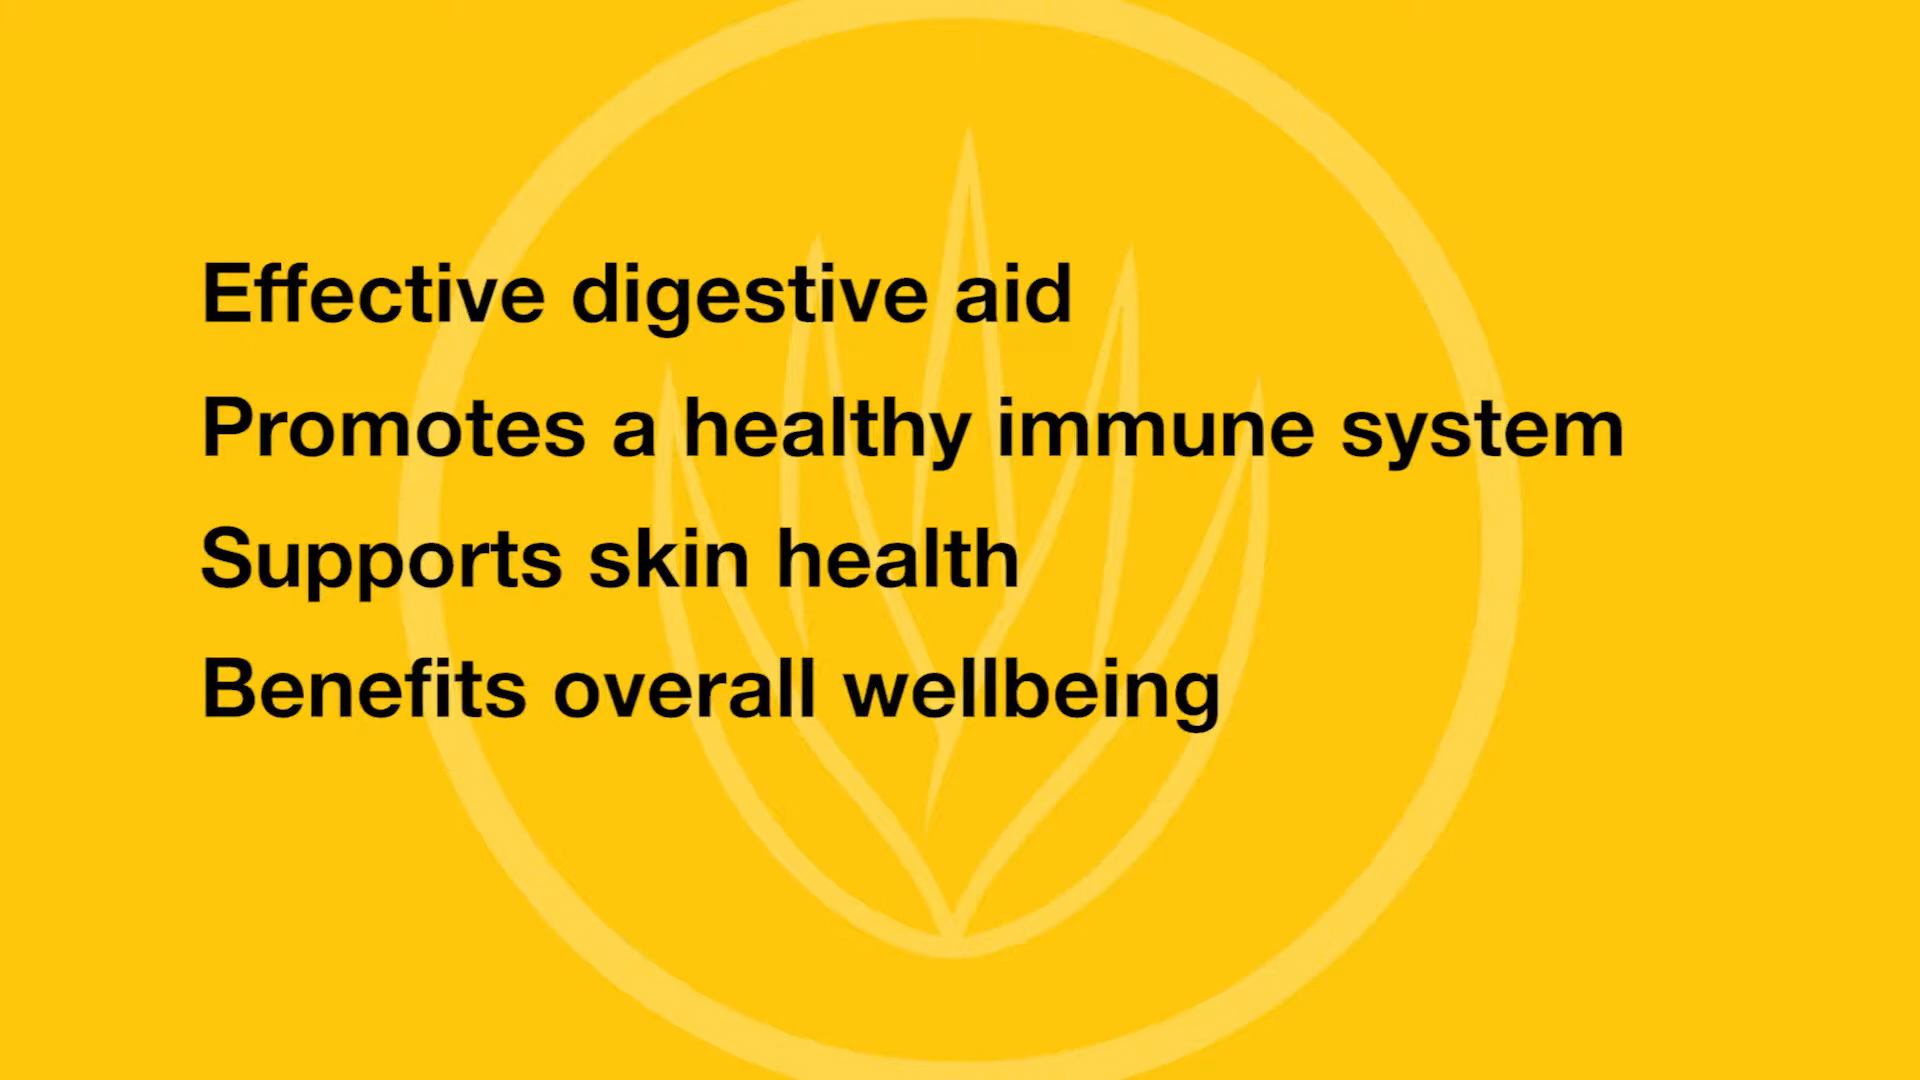 Effective digestive aid
Promotes a healthy immune system
Supports skin health
Benefits overall wellbeing